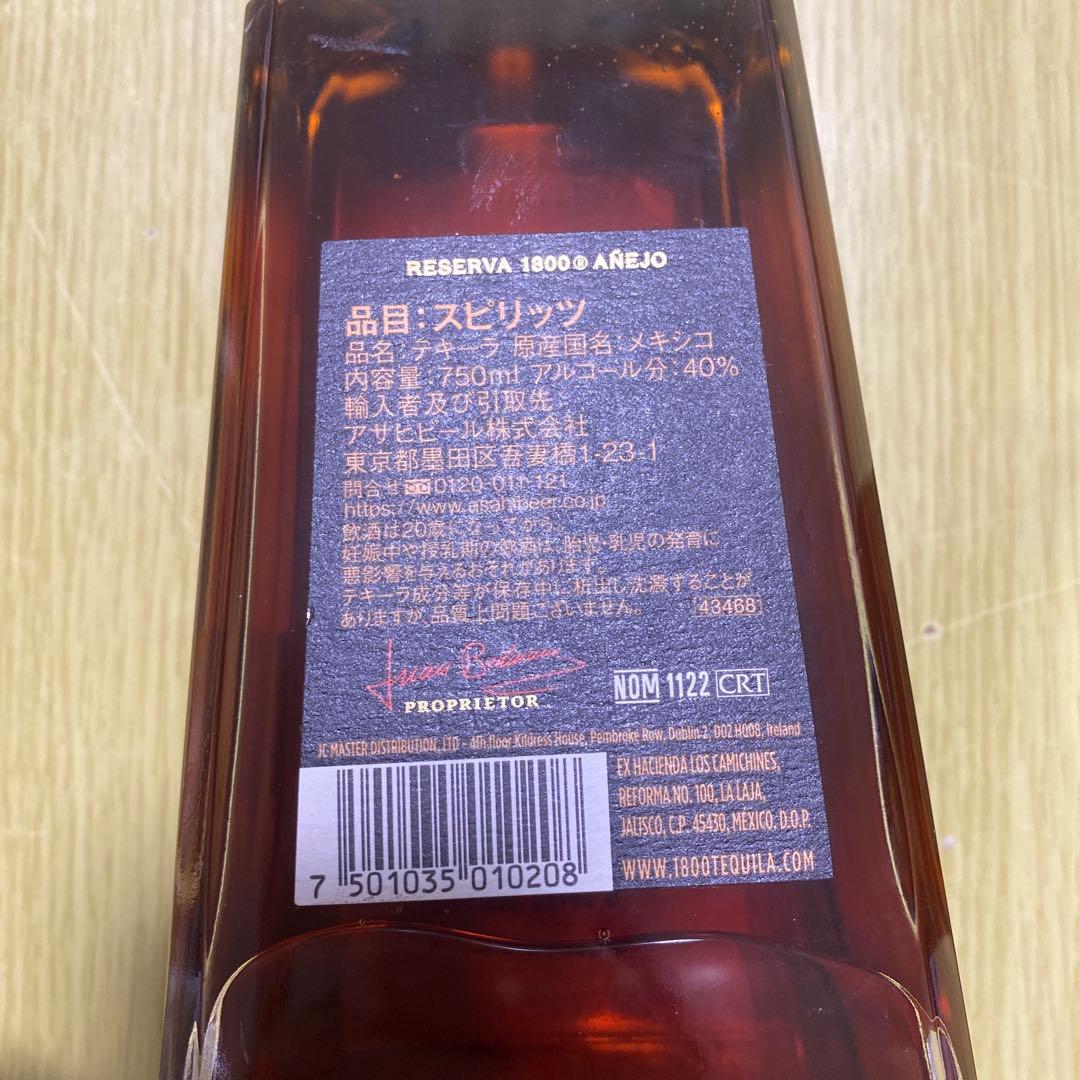 RESERVA 1800® AÑEJO
品目：スピリッツ
品名：テキーラ 原産国名：メキシコ
内容量：750ml アルコール分：40%
輸入者及び引取先
アサヒビール株式会社
東京都墨田区吾妻橋1-23-1
問合せ 0120-011-121
https://www.asahibeer.co.jp
飲酒は20歳になってから。
妊娠中や授乳期の飲酒は、胎児・乳児の発育に
悪影響を与えるおそれがあります。
テキーラ成分等が保存中に析出し沈澱することが
ありますが、品質上問題ございません。 43468
PROPRIETOR
NOM 1122 CRT
JC MASTER DISTRIBUTION, LTD - 4th floor Kildress House, Pembroke Row, Dublin 2, D02 H008, Ireland
EX HACIENDA LOS CAMICHINES,
REFORMA NO. 100, LA LAJA,
JALISCO, C.P. 45430, MÉXICO, D.O.P.
WWW.1800TEQUILA.COM
7 501035 010208